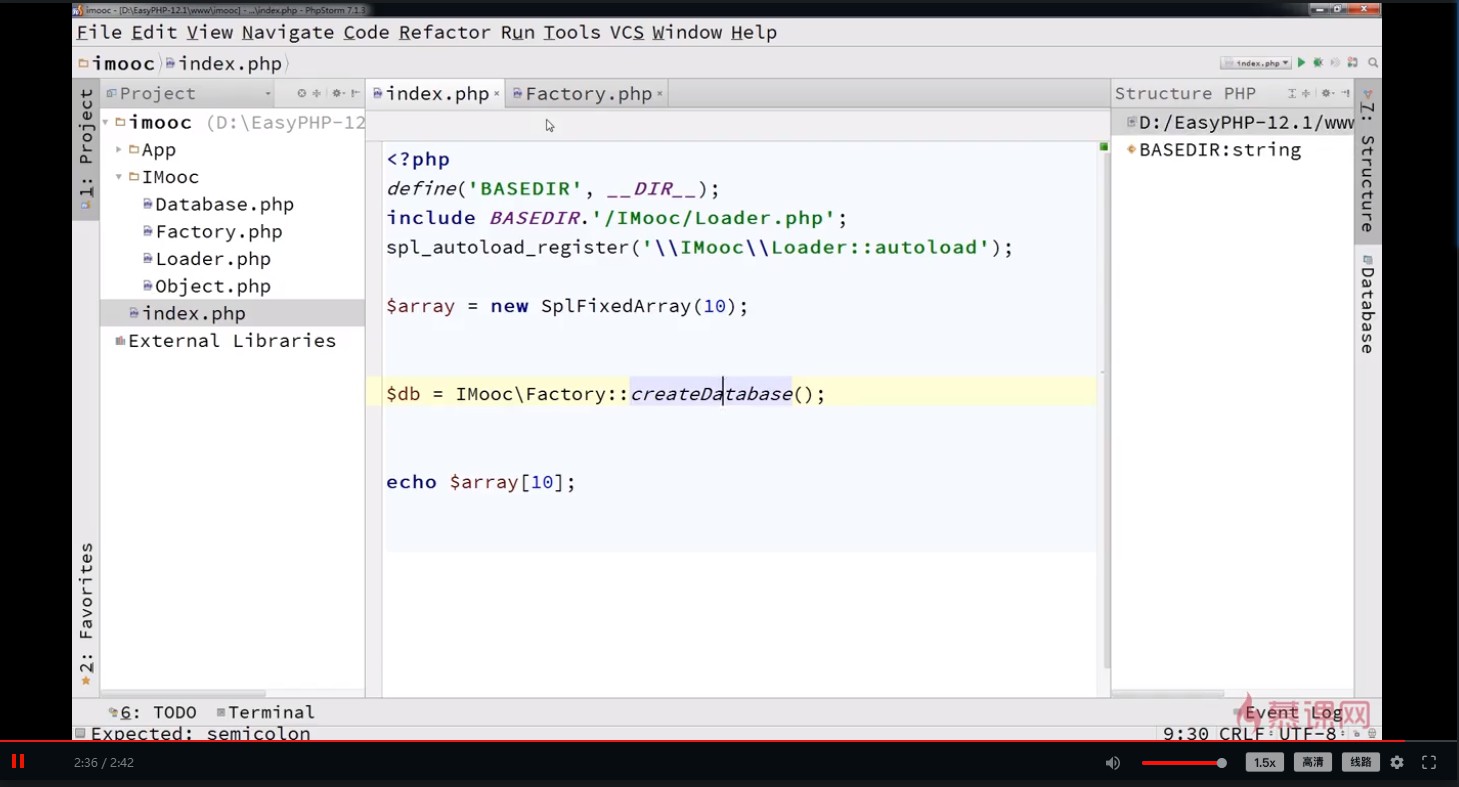 imooc - [D:\EasyPHP-12.1\www\imooc] - ...\index.php - PhpStorm 7.1.3
File Edit View Navigate Code Refactor Run Tools VCS Window Help
imooc index.php
index.php
1: Project
Project
imooc (D:\EasyPHP-12
App
IMooc
Database.php
Factory.php
Loader.php
Object.php
index.php
External Libraries
2: Favorites
index.php × Factory.php ×
<?php
define('BASEDIR', __DIR__);
include BASEDIR.'/IMooc/Loader.php';
spl_autoload_register('\\IMooc\\Loader::autoload');
$array = new SplFixedArray(10);
$db = IMooc\Factory::createDatabase();
echo $array[10];
Structure PHP
D:/EasyPHP-12.1/www
BASEDIR:string
Z: Structure
Database
6: TODO Terminal
Event Log
慕课网
Expected: semicolon
9:30 CRLF÷ UTF-8÷
2:36 / 2:42
1.5x 高清 线路